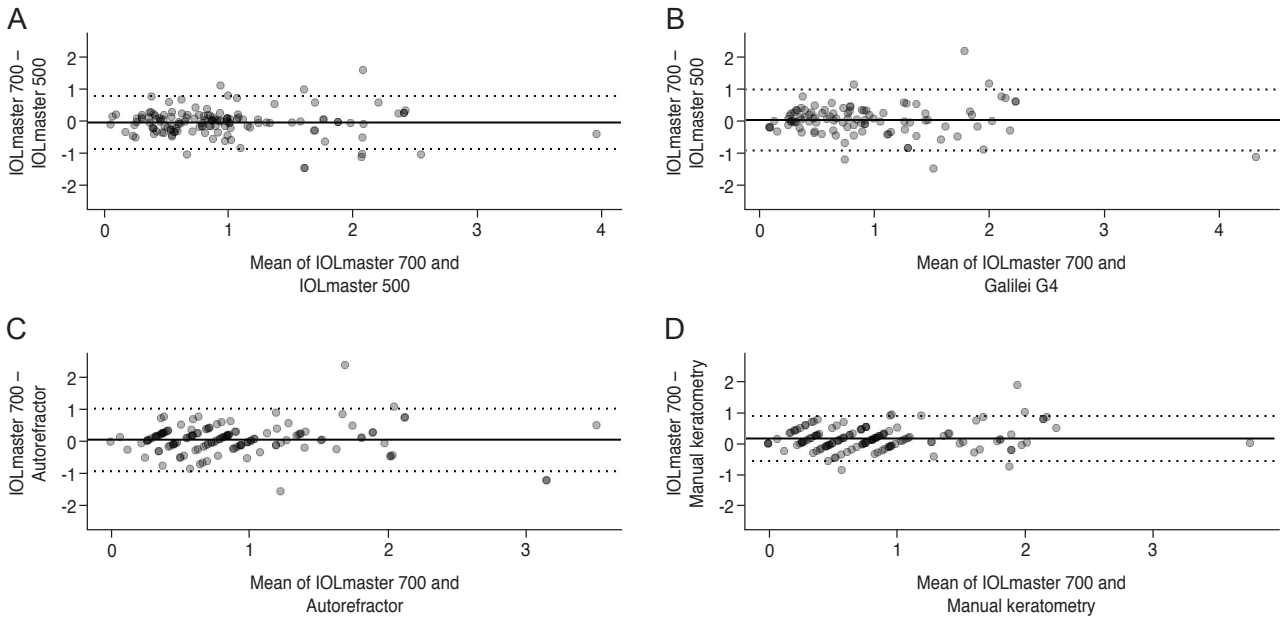 A
IOLmaster 700 –
IOLmaster 500
2
1
0
-1
-2
0
1
2
3
4
Mean of IOLmaster 700 and
IOLmaster 500
B
IOLmaster 700 –
IOLmaster 500
2
1
0
-1
-2
0
1
2
3
4
Mean of IOLmaster 700 and
Galilei G4
C
IOLmaster 700 –
Autorefractor
2
1
0
-1
-2
0
1
2
3
Mean of IOLmaster 700 and
Autorefractor
D
IOLmaster 700 –
Manual keratometry
2
1
0
-1
-2
0
1
2
3
Mean of IOLmaster 700 and
Manual keratometry